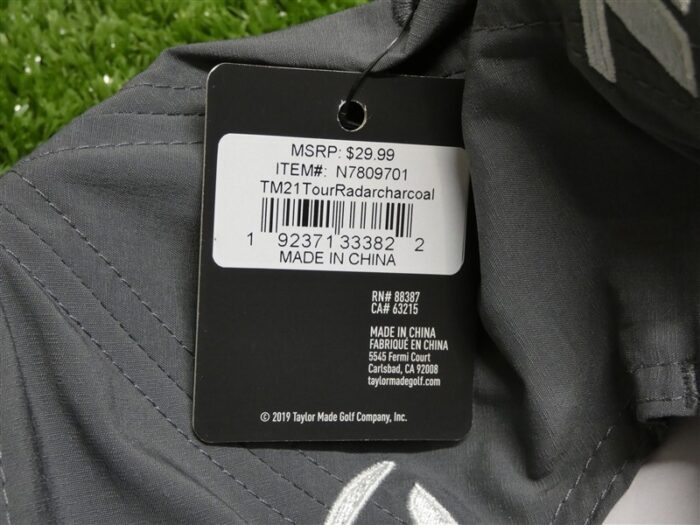 MSRP: $29.99
ITEM#: N7809701
TM21TourRadarcharcoal
1 92371 33382 2
MADE IN CHINA
RN# 88387
CA# 63215
MADE IN CHINA
FABRIQUÉ EN CHINA
5545 Fermi Court
Carlsbad, CA 92008
taylormadegolf.com
© 2019 Taylor Made Golf Company, Inc.